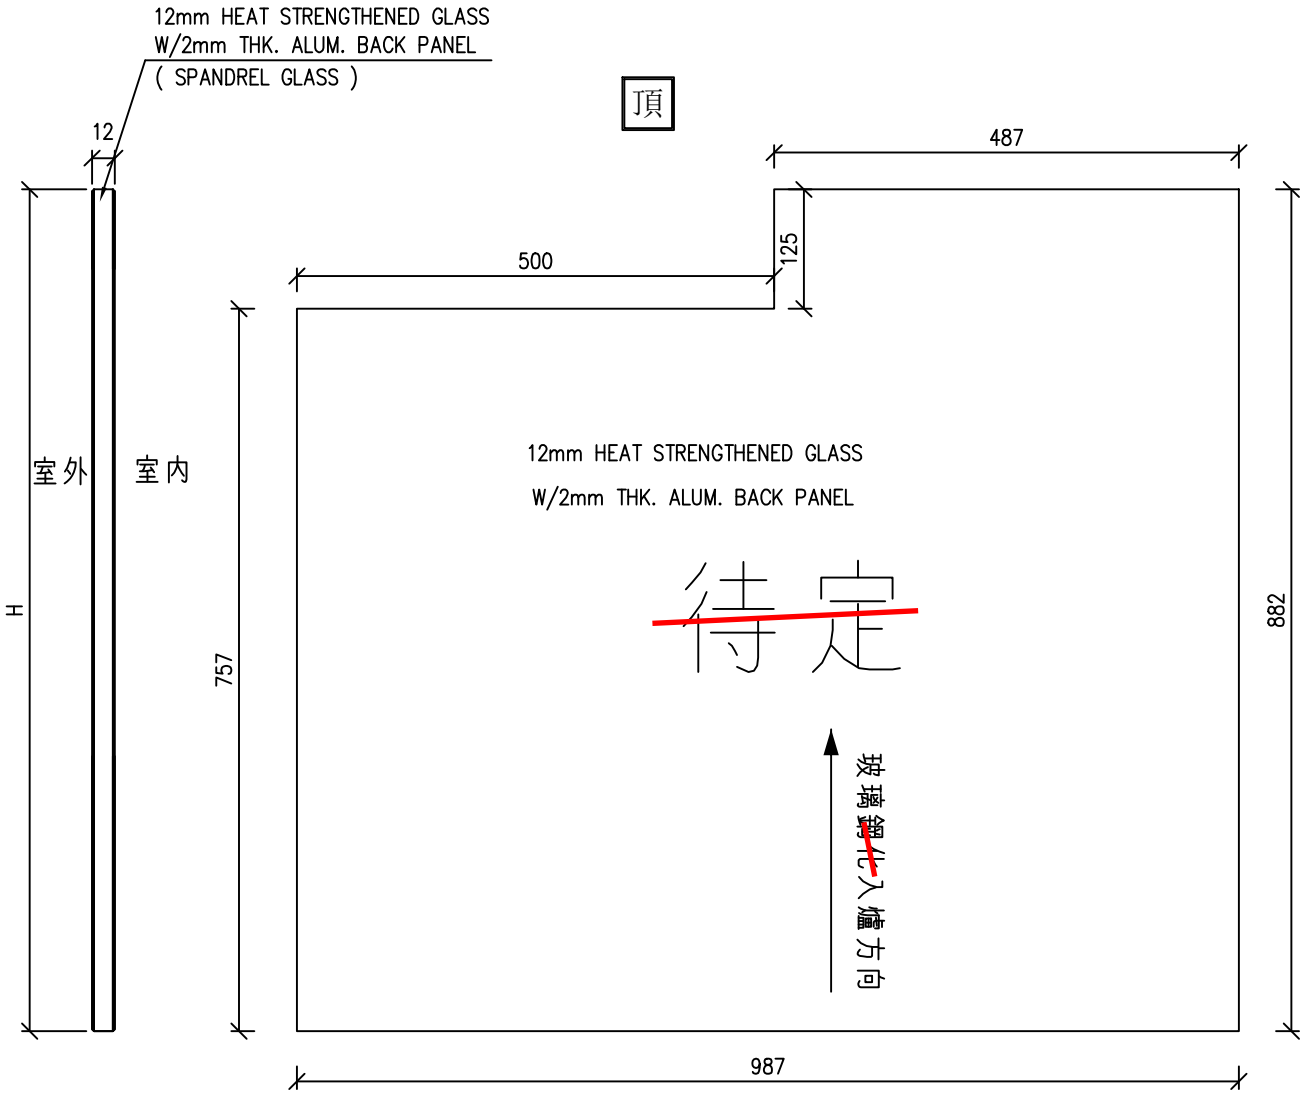 12mm HEAT STRENGTHENED GLASS
W/2mm THK. ALUM. BACK PANEL
( SPANDREL GLASS )
頂
12
487
125
500
室外
室内
12mm HEAT STRENGTHENED GLASS
W/2mm THK. ALUM. BACK PANEL
待定
H
757
882
玻璃鋼化入爐方向
987